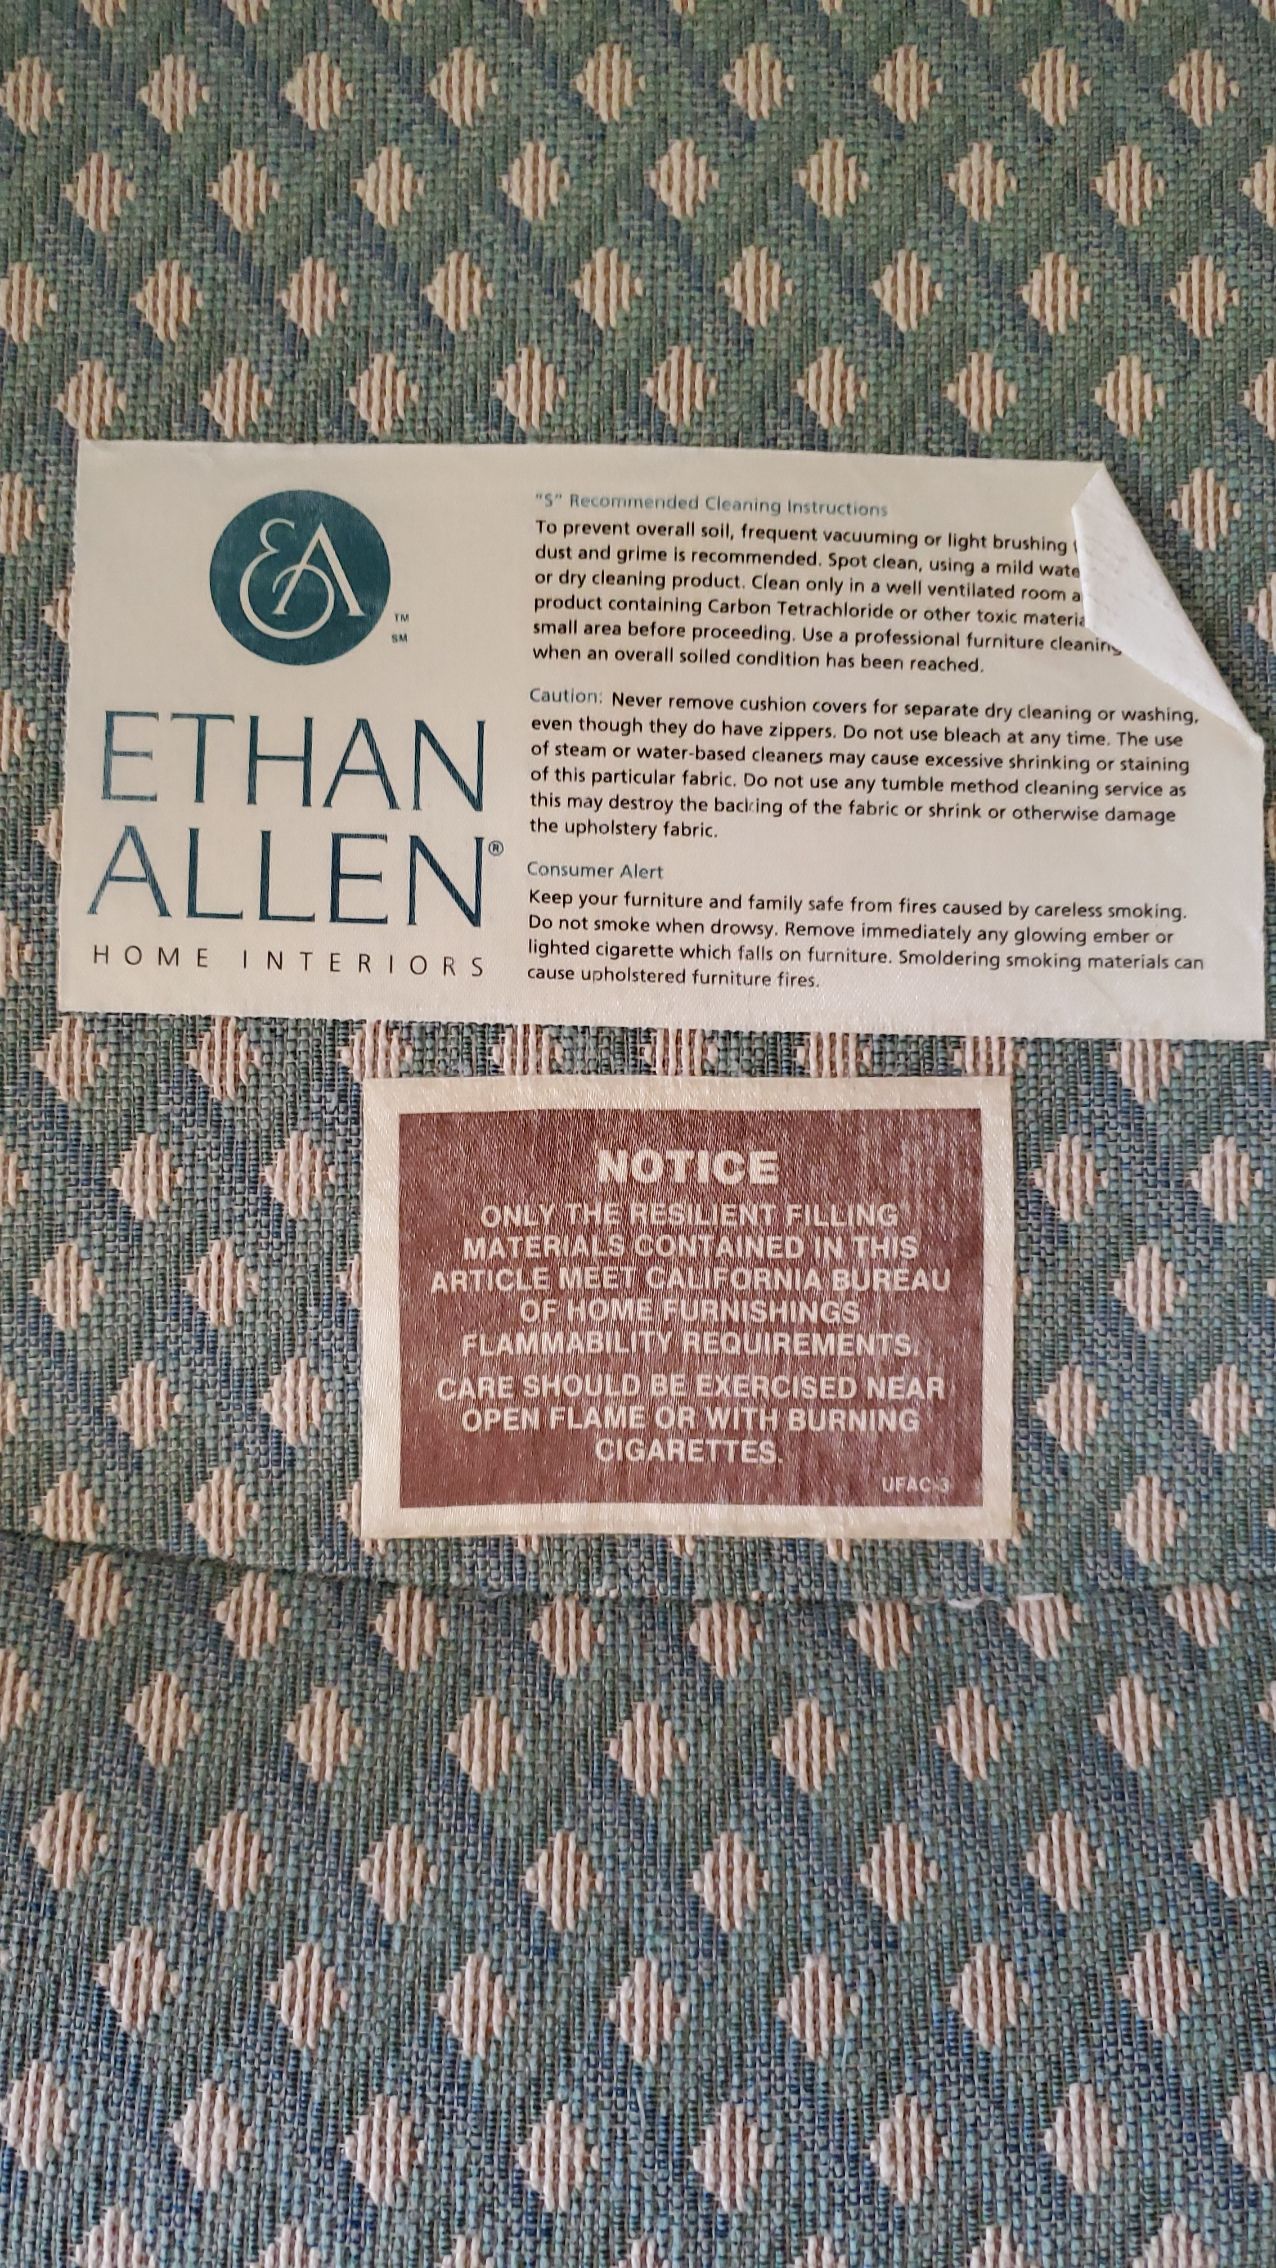 EA
TM
SM
ETHAN
ALLEN®
HOME INTERIORS
"S" Recommended Cleaning Instructions
To prevent overall soil, frequent vacuuming or light brushing
dust and grime is recommended. Spot clean, using a mild
or dry cleaning product. Clean only in a well ventilated room
product containing Carbon Tetrachloride or other toxic
small area before proceeding. Use a professional furniture cleaning
when an overall soiled condition has been reached.
Caution: Never remove cushion covers for separate dry cleaning or washing,
even though they do have zippers. Do not use bleach at any time. The use
of steam or water-based cleaners may cause excessive shrinking or staining
of this particular fabric. Do not use any tumble method cleaning service as
this may destroy the backing of the fabric or shrink or otherwise damage
the upholstery fabric.
Consumer Alert
Keep your furniture and family safe from fires caused by careless smoking.
Do not smoke when drowsy. Remove immediately any glowing ember or
lighted cigarette which falls on furniture. Smoldering smoking materials can
cause upholstered furniture fires.
NOTICE
ONLY THE RESILIENT FILLING
MATERIALS CONTAINED IN THIS
ARTICLE MEET CALIFORNIA BUREAU
OF HOME FURNISHINGS
FLAMMABILITY REQUIREMENTS.
CARE SHOULD BE EXERCISED NEAR
OPEN FLAME OR WITH BURNING
CIGARETTES.
UFAC-3